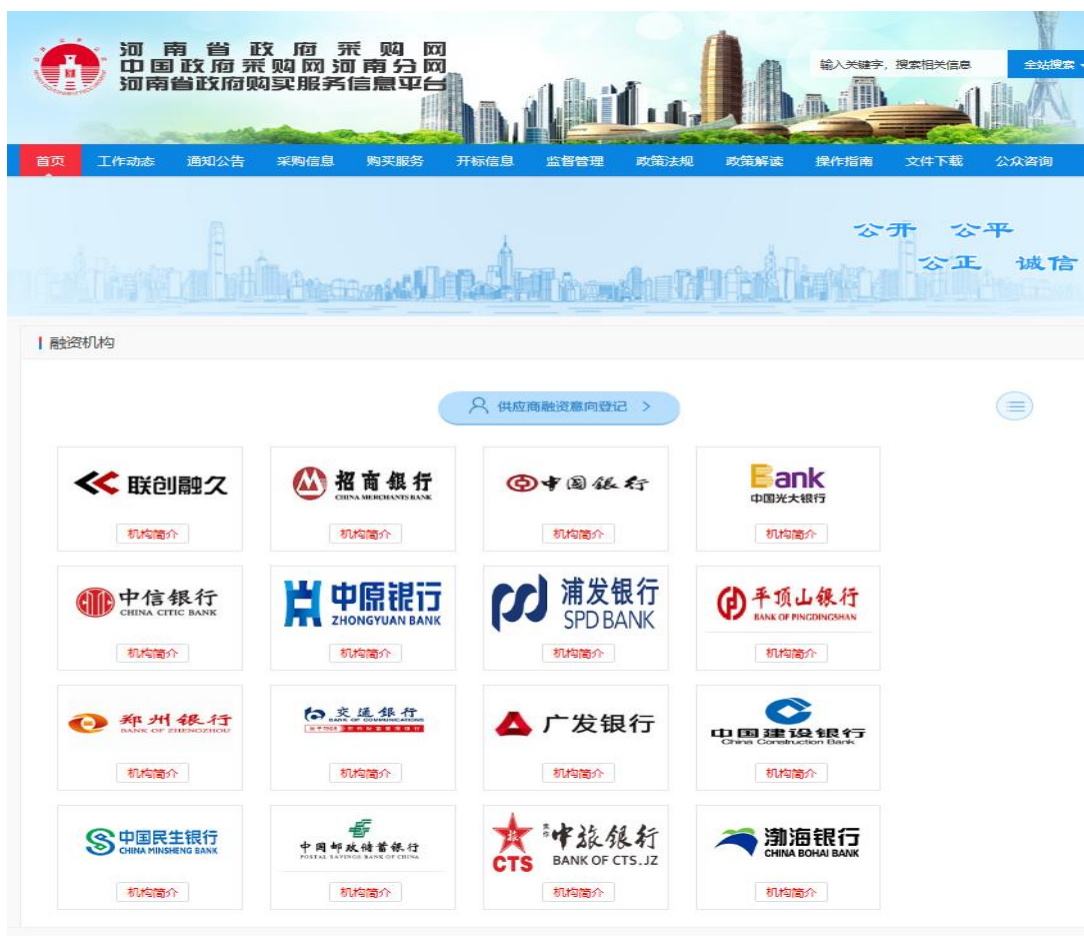 河南省政府采购网
中国政府采购网河南分网
河南省政府购买服务信息平台
输入关键字，搜索相关信息 全站搜索
首页 工作动态 通知公告 采购信息 购买服务 开标信息 监督管理 政策法规 政策解读 操作指南 文件下载 公众咨询
公开 公平
公正 诚信
融资机构
供应商融资意向登记 >
联创融久
机构简介
招商银行
CHINA MERCHANTS BANK
机构简介
中国银行
机构简介
Bank
中国光大银行
机构简介
中信银行
CHINA CITIC BANK
机构简介
中原银行
ZHONGYUAN BANK
机构简介
浦发银行
SPD BANK
机构简介
平顶山银行
BANK OF PINGDINGSHAN
机构简介
郑州银行
BANK OF ZHENGZHOU
机构简介
交通银行
BANK OF COMMUNICATIONS
机构简介
广发银行
机构简介
中国建设银行
China Construction Bank
机构简介
中国民生银行
CHINA MINSHENG BANK
机构简介
中国邮政储蓄银行
POSTAL SAVINGS BANK OF CHINA
机构简介
旅
CTS
焦作中旅银行
BANK OF CTS.JZ
机构简介
渤海银行
CHINA BOHAI BANK
机构简介